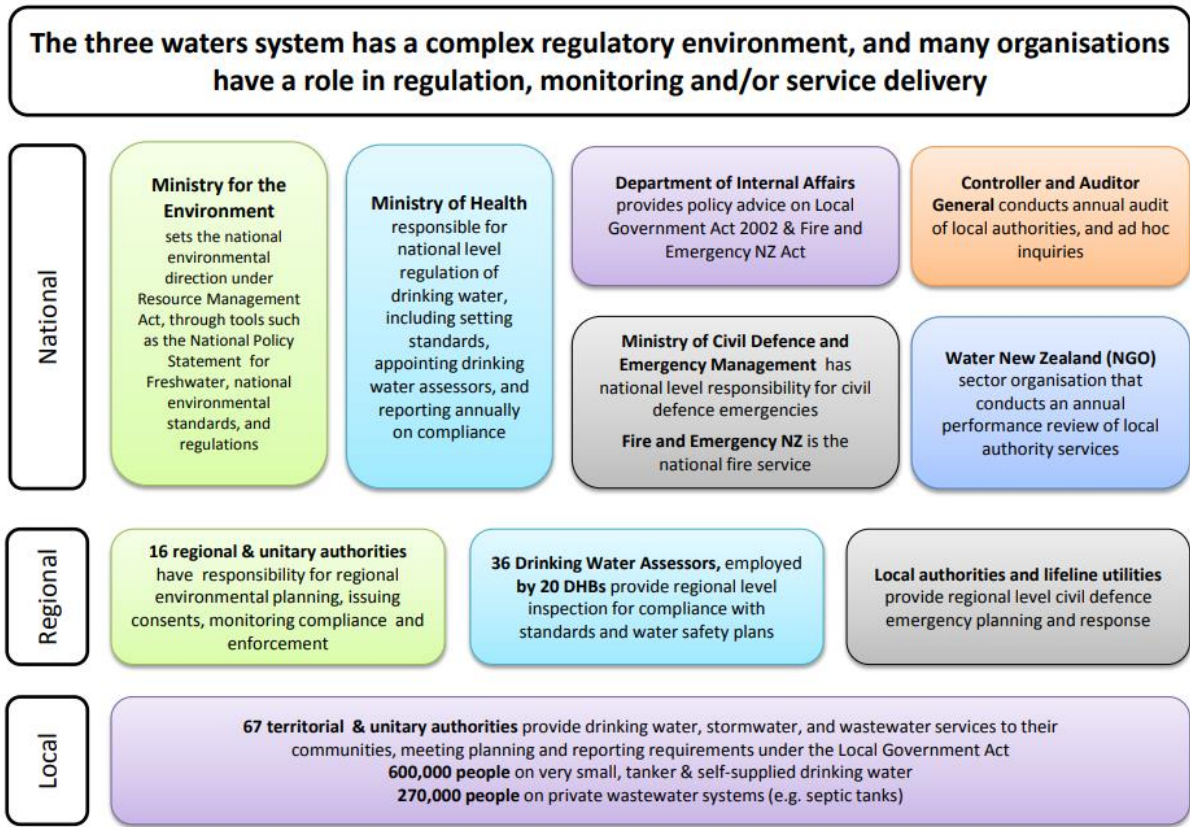 The three waters system has a complex regulatory environment, and many organisations
have a role in regulation, monitoring and/or service delivery
National
Ministry for the
Environment
sets the national
environmental
direction under
Resource Management
Act, through tools such
as the National Policy
Statement for
Freshwater, national
environmental
standards, and
regulations
Ministry of Health
responsible for
national level
regulation of
drinking water,
including setting
standards,
appointing drinking
water assessors, and
reporting annually
on compliance
Department of Internal Affairs
provides policy advice on Local
Government Act 2002 & Fire and
Emergency NZ Act
Controller and Auditor
General conducts annual audit
of local authorities, and ad hoc
inquiries
Ministry of Civil Defence and
Emergency Management has
national level responsibility for civil
defence emergencies
Fire and Emergency NZ is the
national fire service
Water New Zealand (NGO)
sector organisation that
conducts an annual
performance review of local
authority services
Regional
16 regional & unitary authorities
have responsibility for regional
environmental planning, issuing
consents, monitoring compliance and
enforcement
36 Drinking Water Assessors, employed
by 20 DHBs provide regional level
inspection for compliance with
standards and water safety plans
Local authorities and lifeline utilities
provide regional level civil defence
emergency planning and response
Local
67 territorial & unitary authorities provide drinking water, stormwater, and wastewater services to their
communities, meeting planning and reporting requirements under the Local Government Act
600,000 people on very small, tanker & self-supplied drinking water
270,000 people on private wastewater systems (e.g. septic tanks)